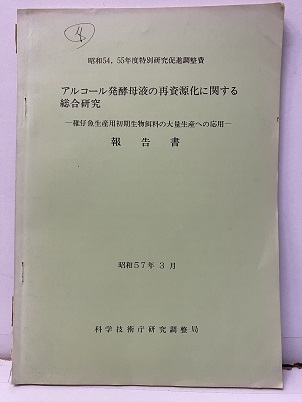 4
昭和54,55年度特別研究促進調整費
アルコール発酵母液の再資源化に関する
総合研究
―稚仔魚生産用初期生物餌料の大量生産への応用―
報告書
昭和57年3月
科学技術庁研究調整局